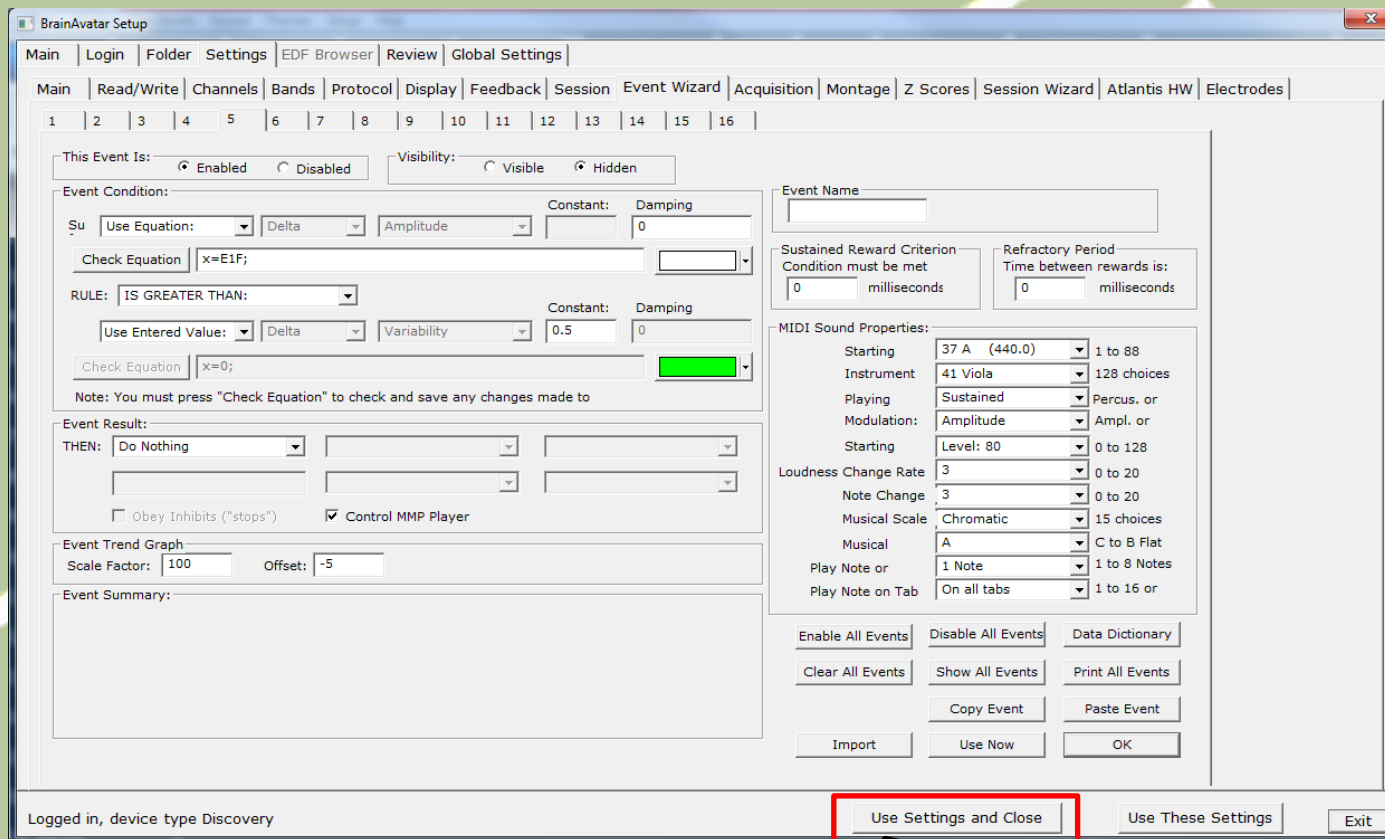 BrainAvatar Setup
Main Login Folder Settings EDF Browser Review Global Settings
Main Read/Write Channels Bands Protocol Display Feedback Session Event Wizard Acquisition Montage Z Scores Session Wizard Atlantis HW Electrodes
1 2 3 4 5 6 7 8 9 10 11 12 13 14 15 16
This Event Is: Enabled Disabled
Visibility: Visible Hidden
Event Condition:
Constant: Damping
Su Use Equation: Delta Amplitude 0
Check Equation x=E1F;
RULE: IS GREATER THAN:
Constant: Damping
Use Entered Value: Delta Variability 0.5 0
Check Equation x=0;
Note: You must press "Check Equation" to check and save any changes made to
Event Result:
THEN: Do Nothing
Obey Inhibits ("stops") Control MMP Player
Event Trend Graph
Scale Factor: 100 Offset: -5
Event Summary:
Event Name
Sustained Reward Criterion
Condition must be met
0 milliseconds
Refractory Period
Time between rewards is:
0 milliseconds
MIDI Sound Properties:
Starting 37 A (440.0) 1 to 88
Instrument 41 Viola 128 choices
Playing Sustained Percus. or
Modulation: Amplitude Ampl. or
Starting Level: 80 0 to 128
Loudness Change Rate 3 0 to 20
Note Change 3 0 to 20
Musical Scale Chromatic 15 choices
Musical A C to B Flat
Play Note or 1 Note 1 to 8 Notes
Play Note on Tab On all tabs 1 to 16 or
Enable All Events Disable All Events Data Dictionary
Clear All Events Show All Events Print All Events
Copy Event Paste Event
Import Use Now OK
Logged in, device type Discovery
Use Settings and Close Use These Settings Exit